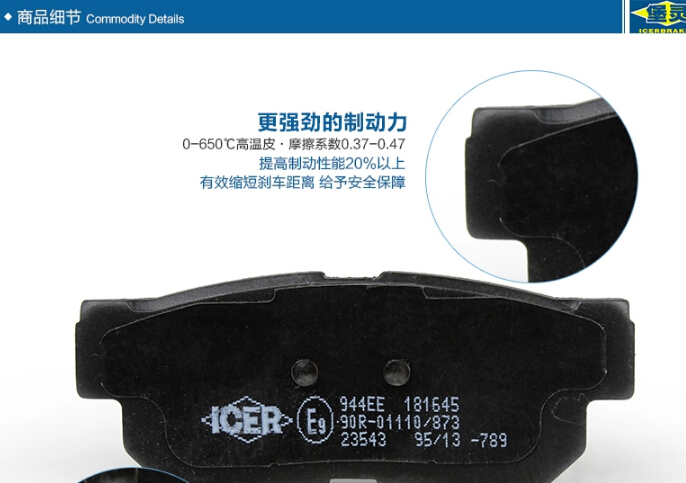 商品细节 Commodity Details
堡灵
ICERBRAK
更强劲的制动力
0-650℃高温皮·摩擦系数0.37-0.47
提高制动性能20%以上
有效缩短刹车距离 给予安全保障
ICER E9 944EE 181645
90R-01110/873
23543 95/13 -789